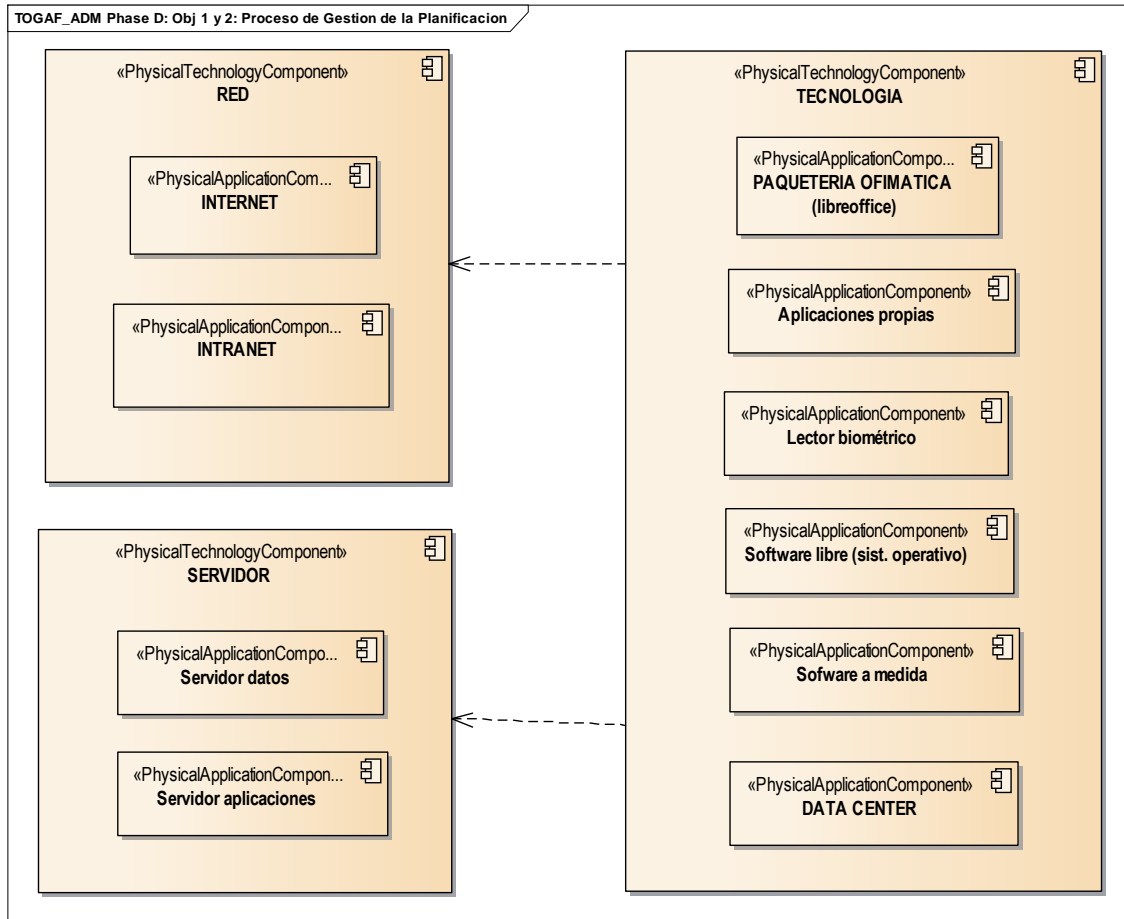 TOGAF_ADM Phase D: Obj 1 y 2: Proceso de Gestion de la Planificacion
«PhysicalTechnologyComponent»
RED
«PhysicalApplicationCom...
INTERNET
«PhysicalApplicationCompon...
INTRANET
«PhysicalTechnologyComponent»
SERVIDOR
«PhysicalApplicationCompo...
Servidor datos
«PhysicalApplicationCompon...
Servidor aplicaciones
«PhysicalTechnologyComponent»
TECNOLOGIA
«PhysicalApplicationCompo...
PAQUETERIA OFIMATICA
(libreoffice)
«PhysicalApplicationComponent»
Aplicaciones propias
«PhysicalApplicationComponent»
Lector biométrico
«PhysicalApplicationComponent»
Software libre (sist. operativo)
«PhysicalApplicationComponent»
Sofware a medida
«PhysicalApplicationComponent»
DATA CENTER